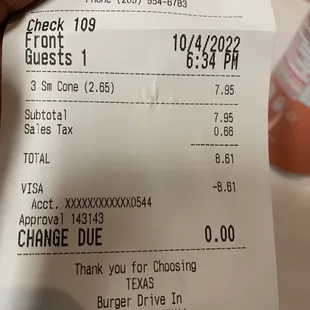 Check 109
Front 10/4/2022
Guests 1 6:34 PM
3 Sm Cone (2.65) 7.95
Subtotal 7.95
Sales Tax 0.66
TOTAL 8.61
VISA -8.61
Acct. XXXXXXXXXXXX0544
Approval 143143
CHANGE DUE 0.00
Thank you for Choosing
TEXAS
Burger Drive In